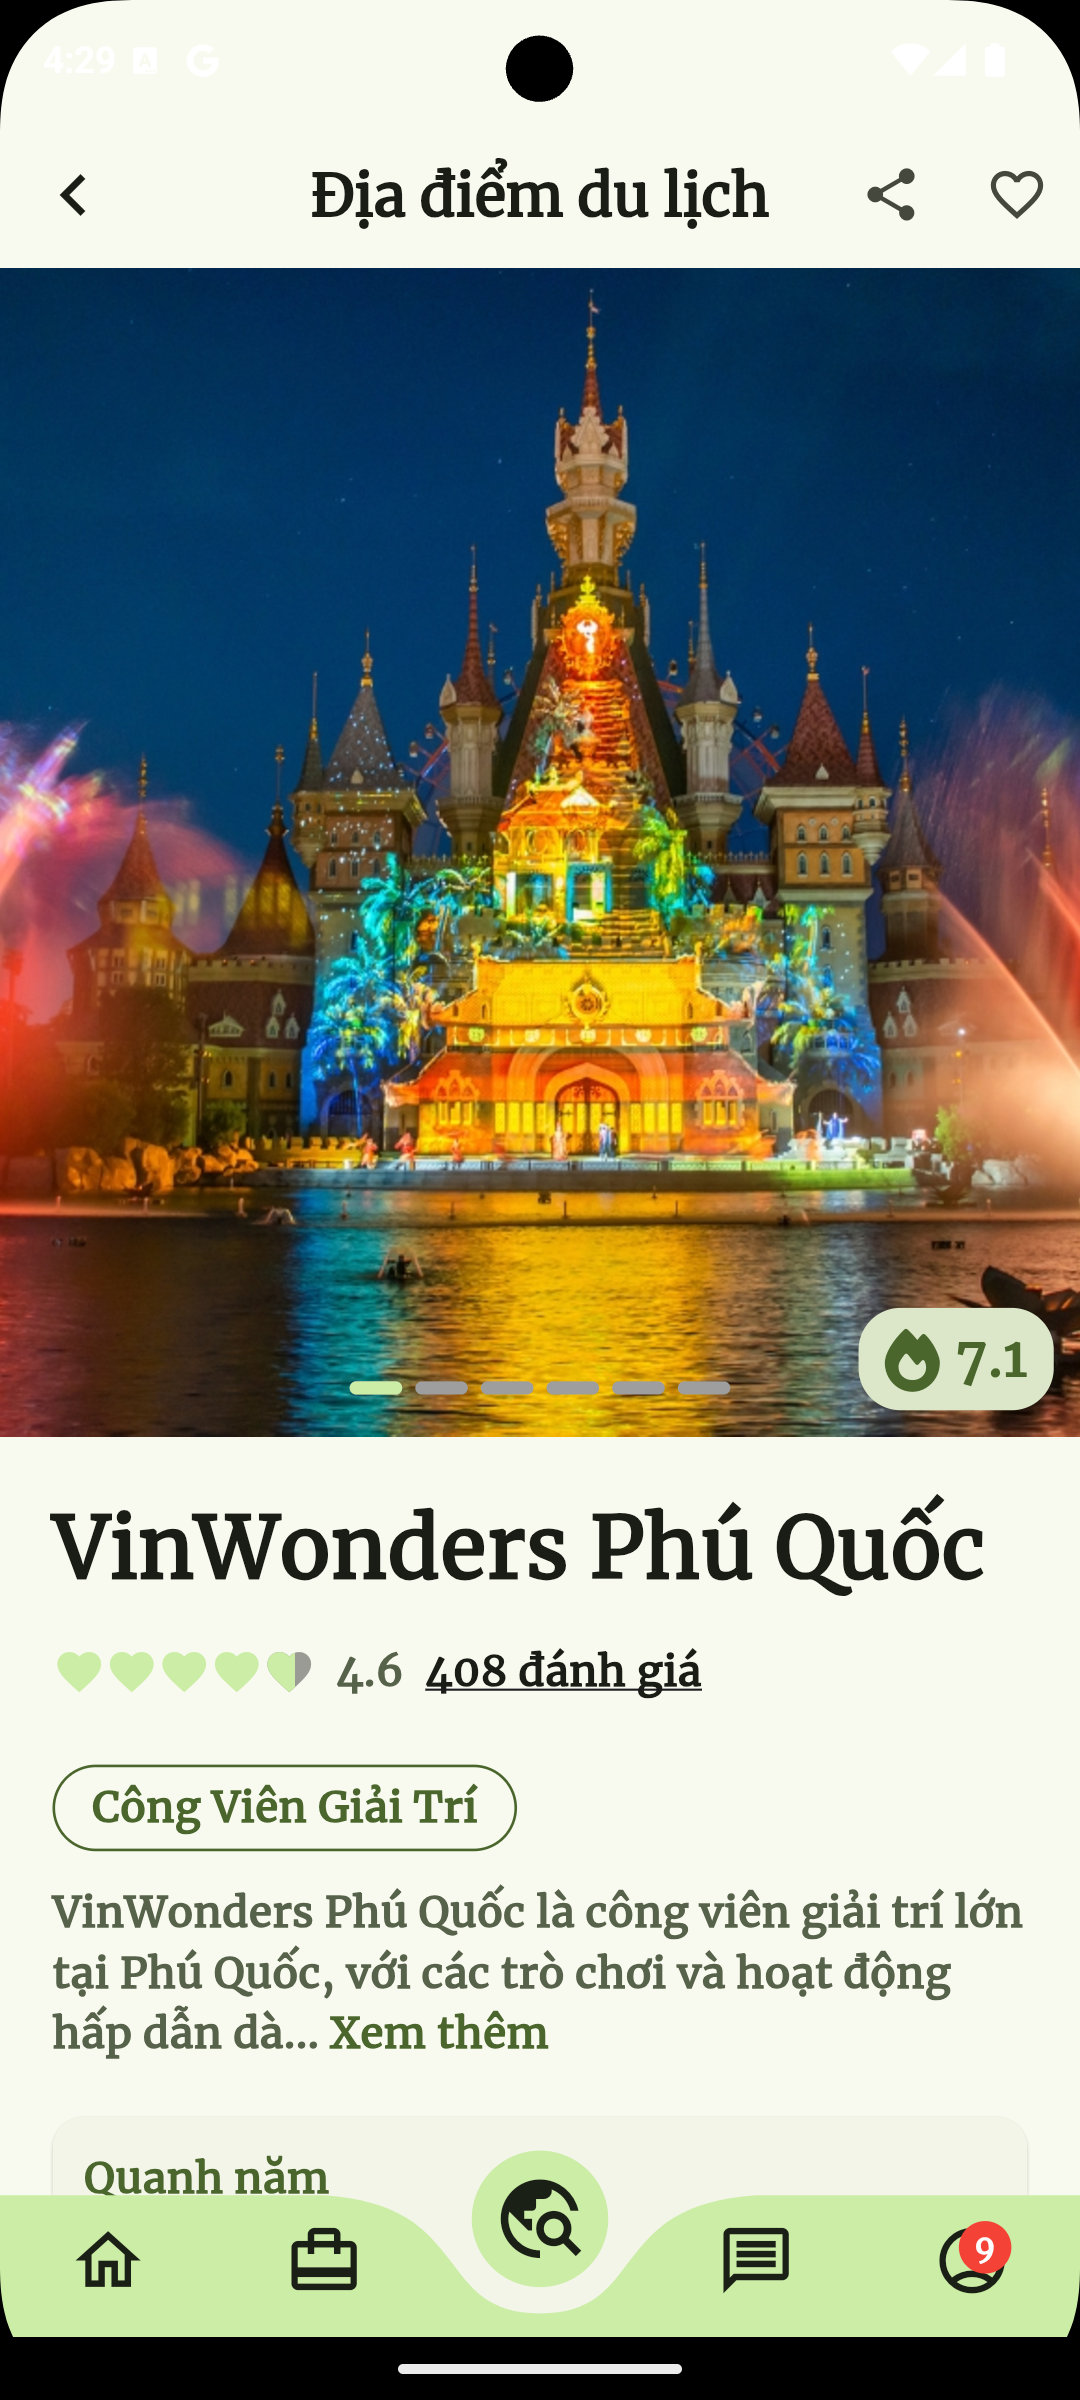 4:29
Địa điểm du lịch
7.1
VinWonders Phú Quốc
4.6 408 đánh giá
Công Viên Giải Trí
VinWonders Phú Quốc là công viên giải trí lớn
tại Phú Quốc, với các trò chơi và hoạt động
hấp dẫn dà... Xem thêm
Quanh năm
9